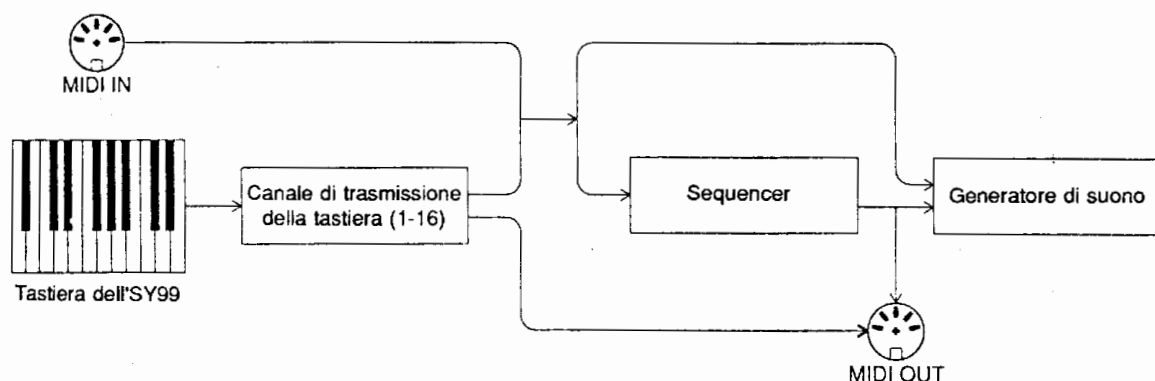 MIDI IN
Canale di trasmissione
della tastiera (1-16)
Sequencer
Generatore di suono
Tastiera dell'SY99
MIDI OUT